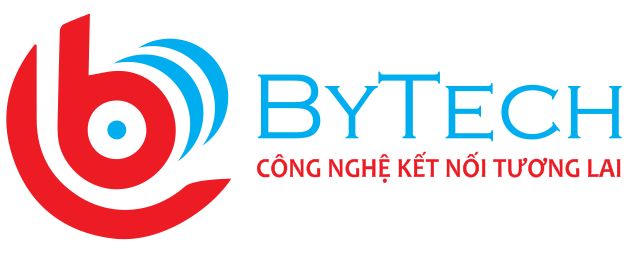 BYTECH
CÔNG NGHỆ KẾT NỐI TƯƠNG LAI